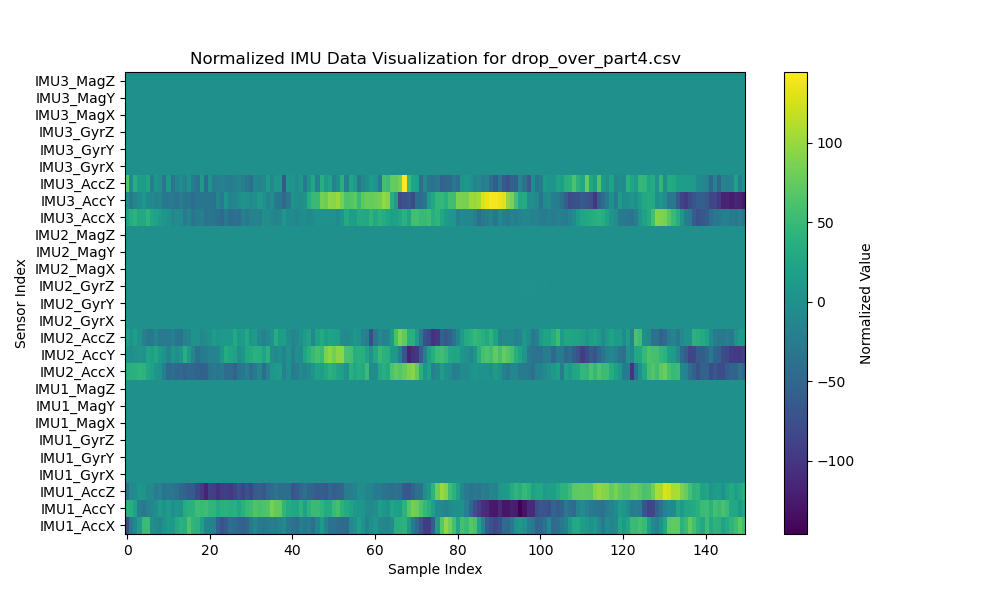 Normalized IMU Data Visualization for drop_over_part4.csv
IMU3_MagZ
IMU3_MagY
IMU3_MagX
IMU3_GyrZ
IMU3_GyrY
IMU3_GyrX
IMU3_AccZ
IMU3_AccY
IMU3_AccX
IMU2_MagZ
IMU2_MagY
IMU2_MagX
IMU2_GyrZ
IMU2_GyrY
IMU2_GyrX
IMU2_AccZ
IMU2_AccY
IMU2_AccX
IMU1_MagZ
IMU1_MagY
IMU1_MagX
IMU1_GyrZ
IMU1_GyrY
IMU1_GyrX
IMU1_AccZ
IMU1_AccY
IMU1_AccX
Sensor Index
0 20 40 60 80 100 120 140
Sample Index
100
50
0
−50
−100
Normalized Value